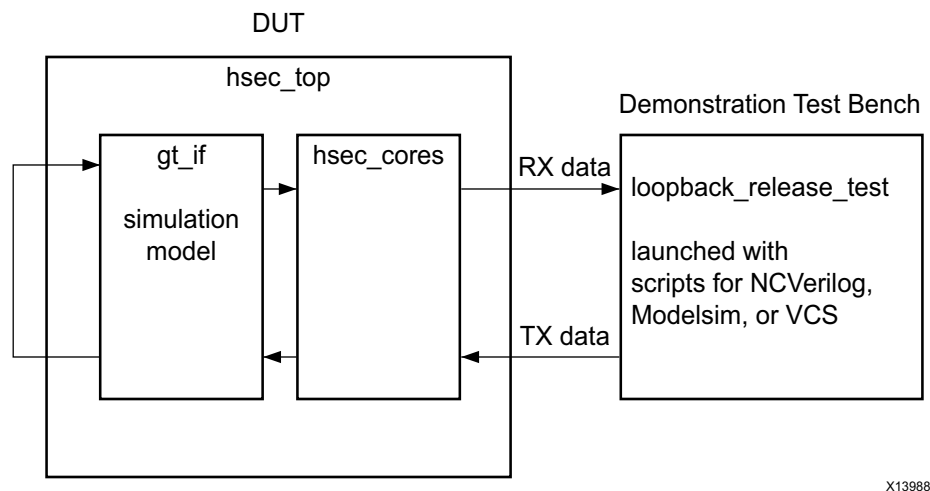 DUT
hsec_top
Demonstration Test Bench
gt_if
simulation
model
hsec_cores
RX data
TX data
loopback_release_test
launched with
scripts for NCVerilog,
Modelsim, or VCS
X13988